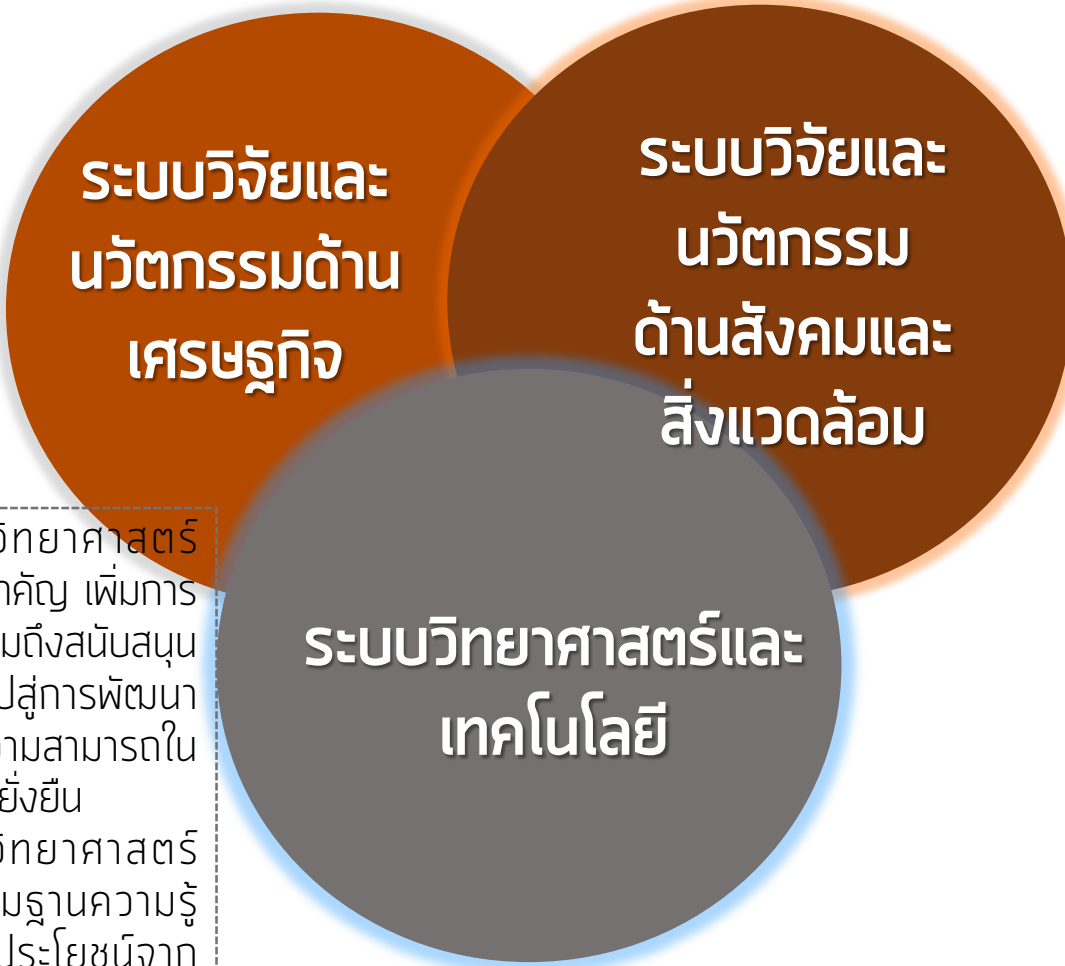 ระบบวิจัยและ
นวัตกรรมด้าน
เศรษฐกิจ
ระบบวิจัยและ
นวัตกรรม
ด้านสังคมและ
สิ่งแวดล้อม
ระบบวิทยาศาสตร์และ
เทคโนโลยี
วิทยาศาสตร์
เพิ่มการ
ถึงสนับสนุน
สู่การพัฒนา
สามารถใน
ยั่งยืน
วิทยาศาสตร์
ฐานความรู้
ประโยชน์จาก